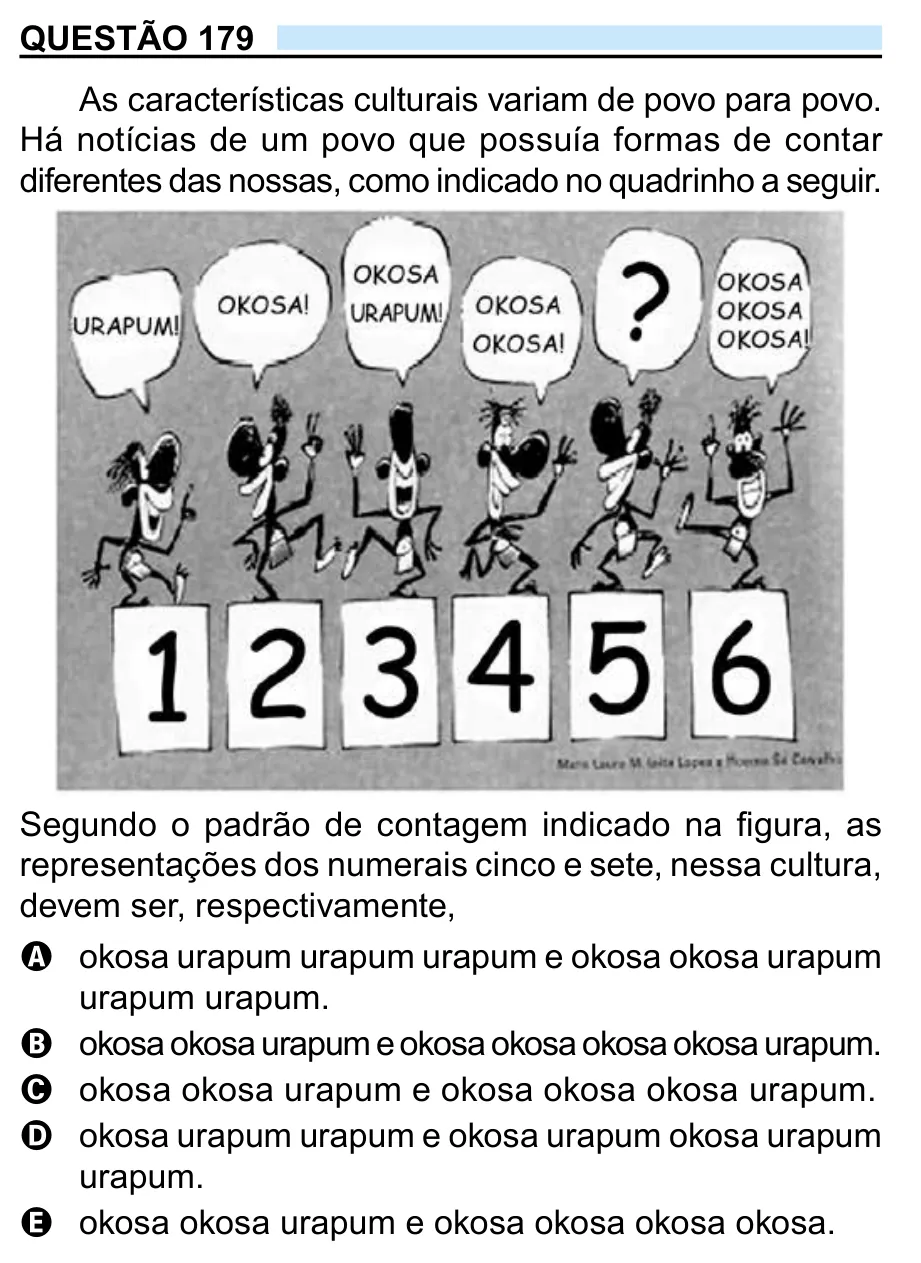 QUESTÃO 179
As características culturais variam de povo para povo.
Há notícias de um povo que possuía formas de contar
diferentes das nossas, como indicado no quadrinho a seguir.
URAPUM!
OKOSA!
OKOSA
URAPUM!
OKOSA
OKOSA!
?
OKOSA
OKOSA
OKOSA!
1 2 3 4 5 6
Maria Laura M. Leite Lopes e
Segundo o padrão de contagem indicado na figura, as
representações dos numerais cinco e sete, nessa cultura,
devem ser, respectivamente,
A okosa urapum urapum urapum e okosa okosa urapum
urapum urapum.
B okosa okosa urapum e okosa okosa okosa okosa urapum.
C okosa okosa urapum e okosa okosa okosa urapum.
D okosa urapum urapum e okosa urapum okosa urapum
urapum.
E okosa okosa urapum e okosa okosa okosa okosa.